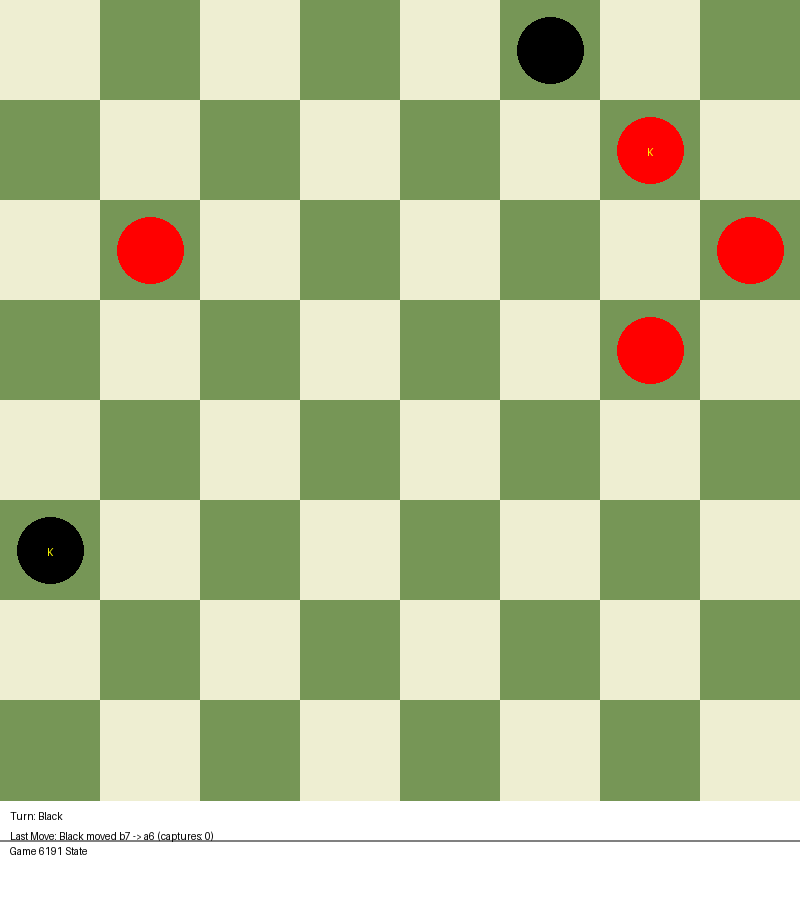 K
K
Turn: Black
Last Move: Black moved b7 -> a6 (captures: 0)
Game 6191 State